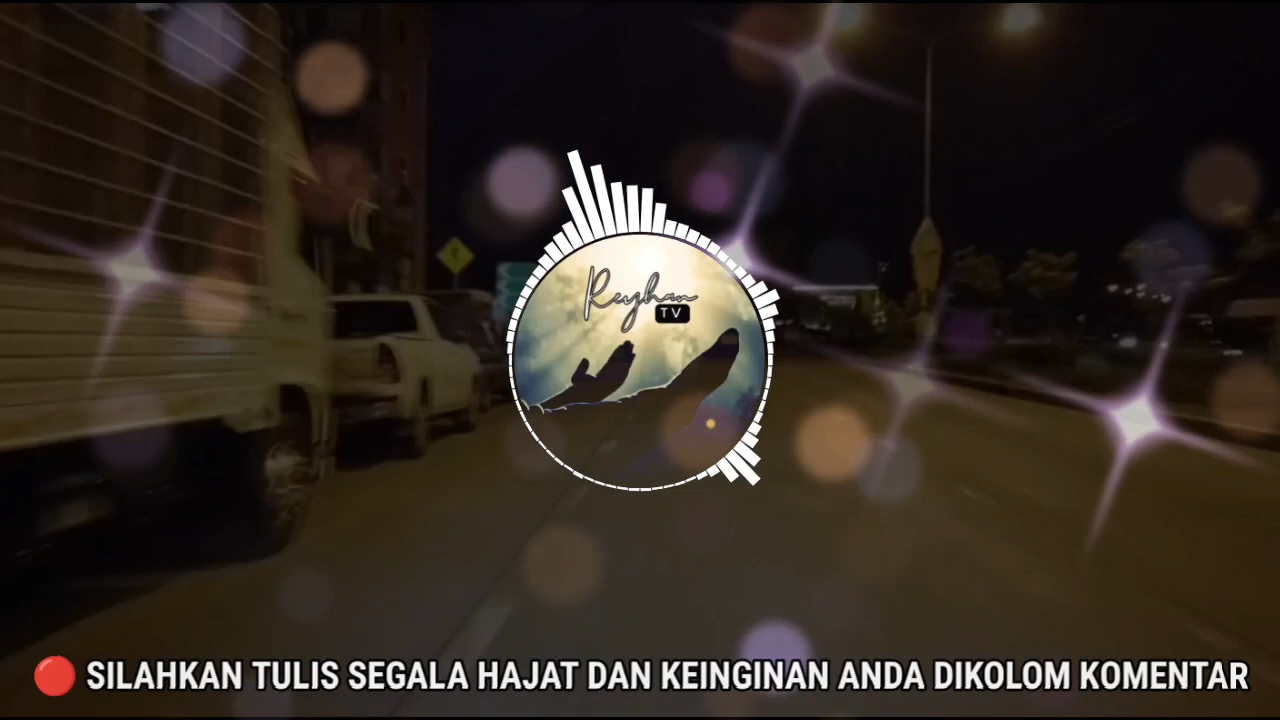 Reyhan
TV
SILAHKAN TULIS SEGALA HAJAT DAN KEINGINAN ANDA DIKOLOM KOMENTAR